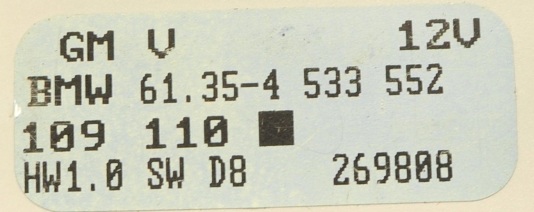 GM V 12V
BMW 61.35-4 533 552
109 110
HW1.0 SW D8 269808